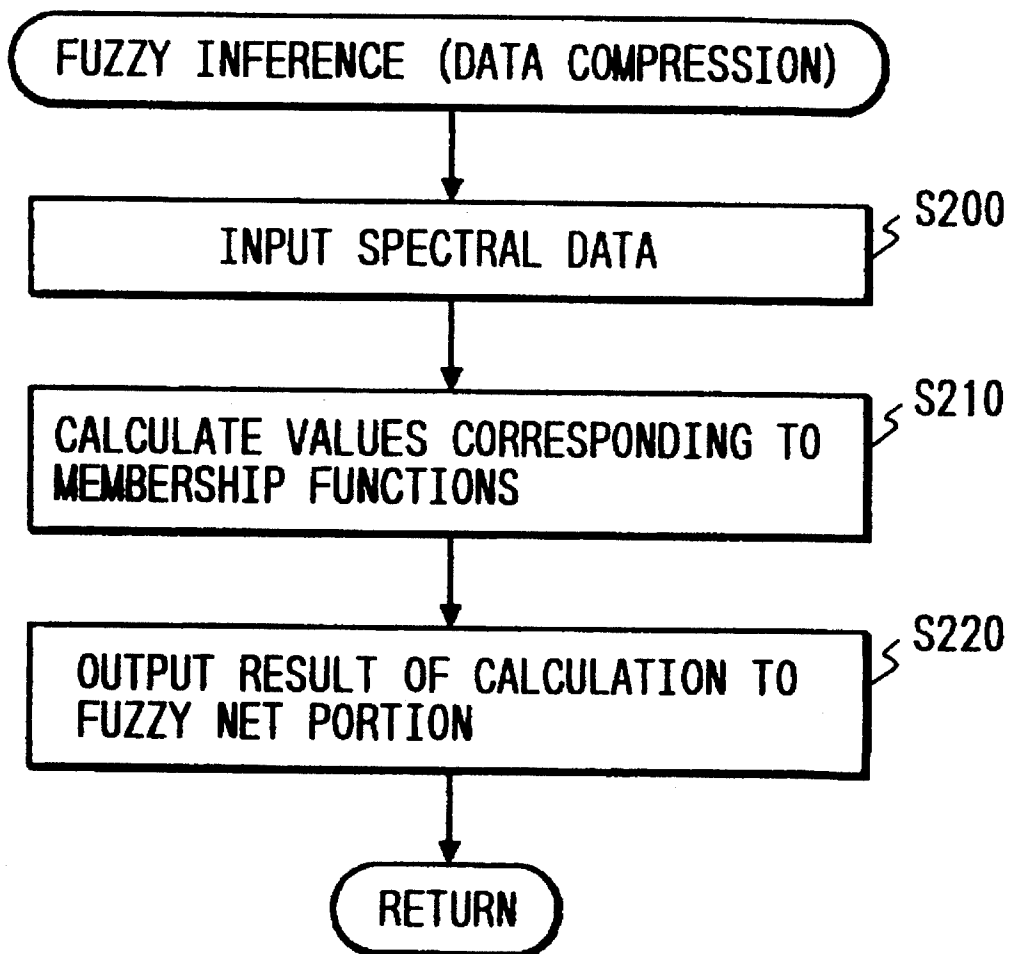 FUZZY INFERENCE (DATA COMPRESSION)
INPUT SPECTRAL DATA
S200
CALCULATE VALUES CORRESPONDING TO
MEMBERSHIP FUNCTIONS
S210
OUTPUT RESULT OF CALCULATION TO
FUZZY NET PORTION
S220
RETURN